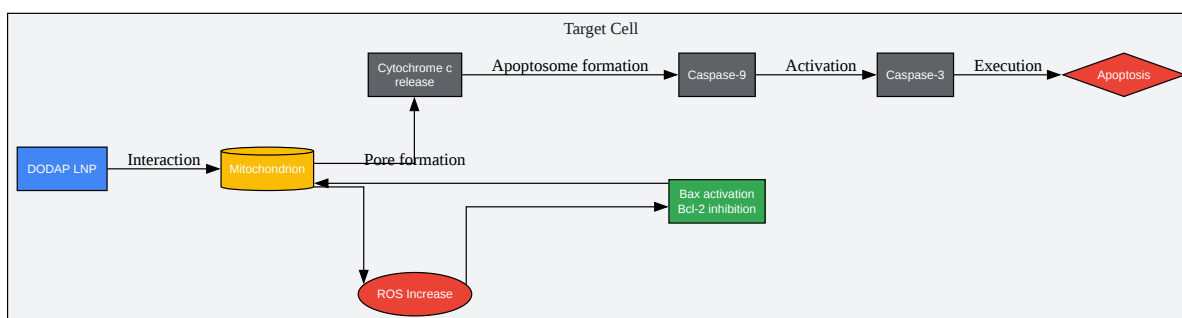 Target Cell
Cytochrome c
release
Apoptosome formation
Caspase-9
Activation
Caspase-3
Execution
Apoptosis
DODAP LNP
Interaction
Mitochondrion
Pore formation
Bax activation
Bcl-2 inhibition
ROS Increase